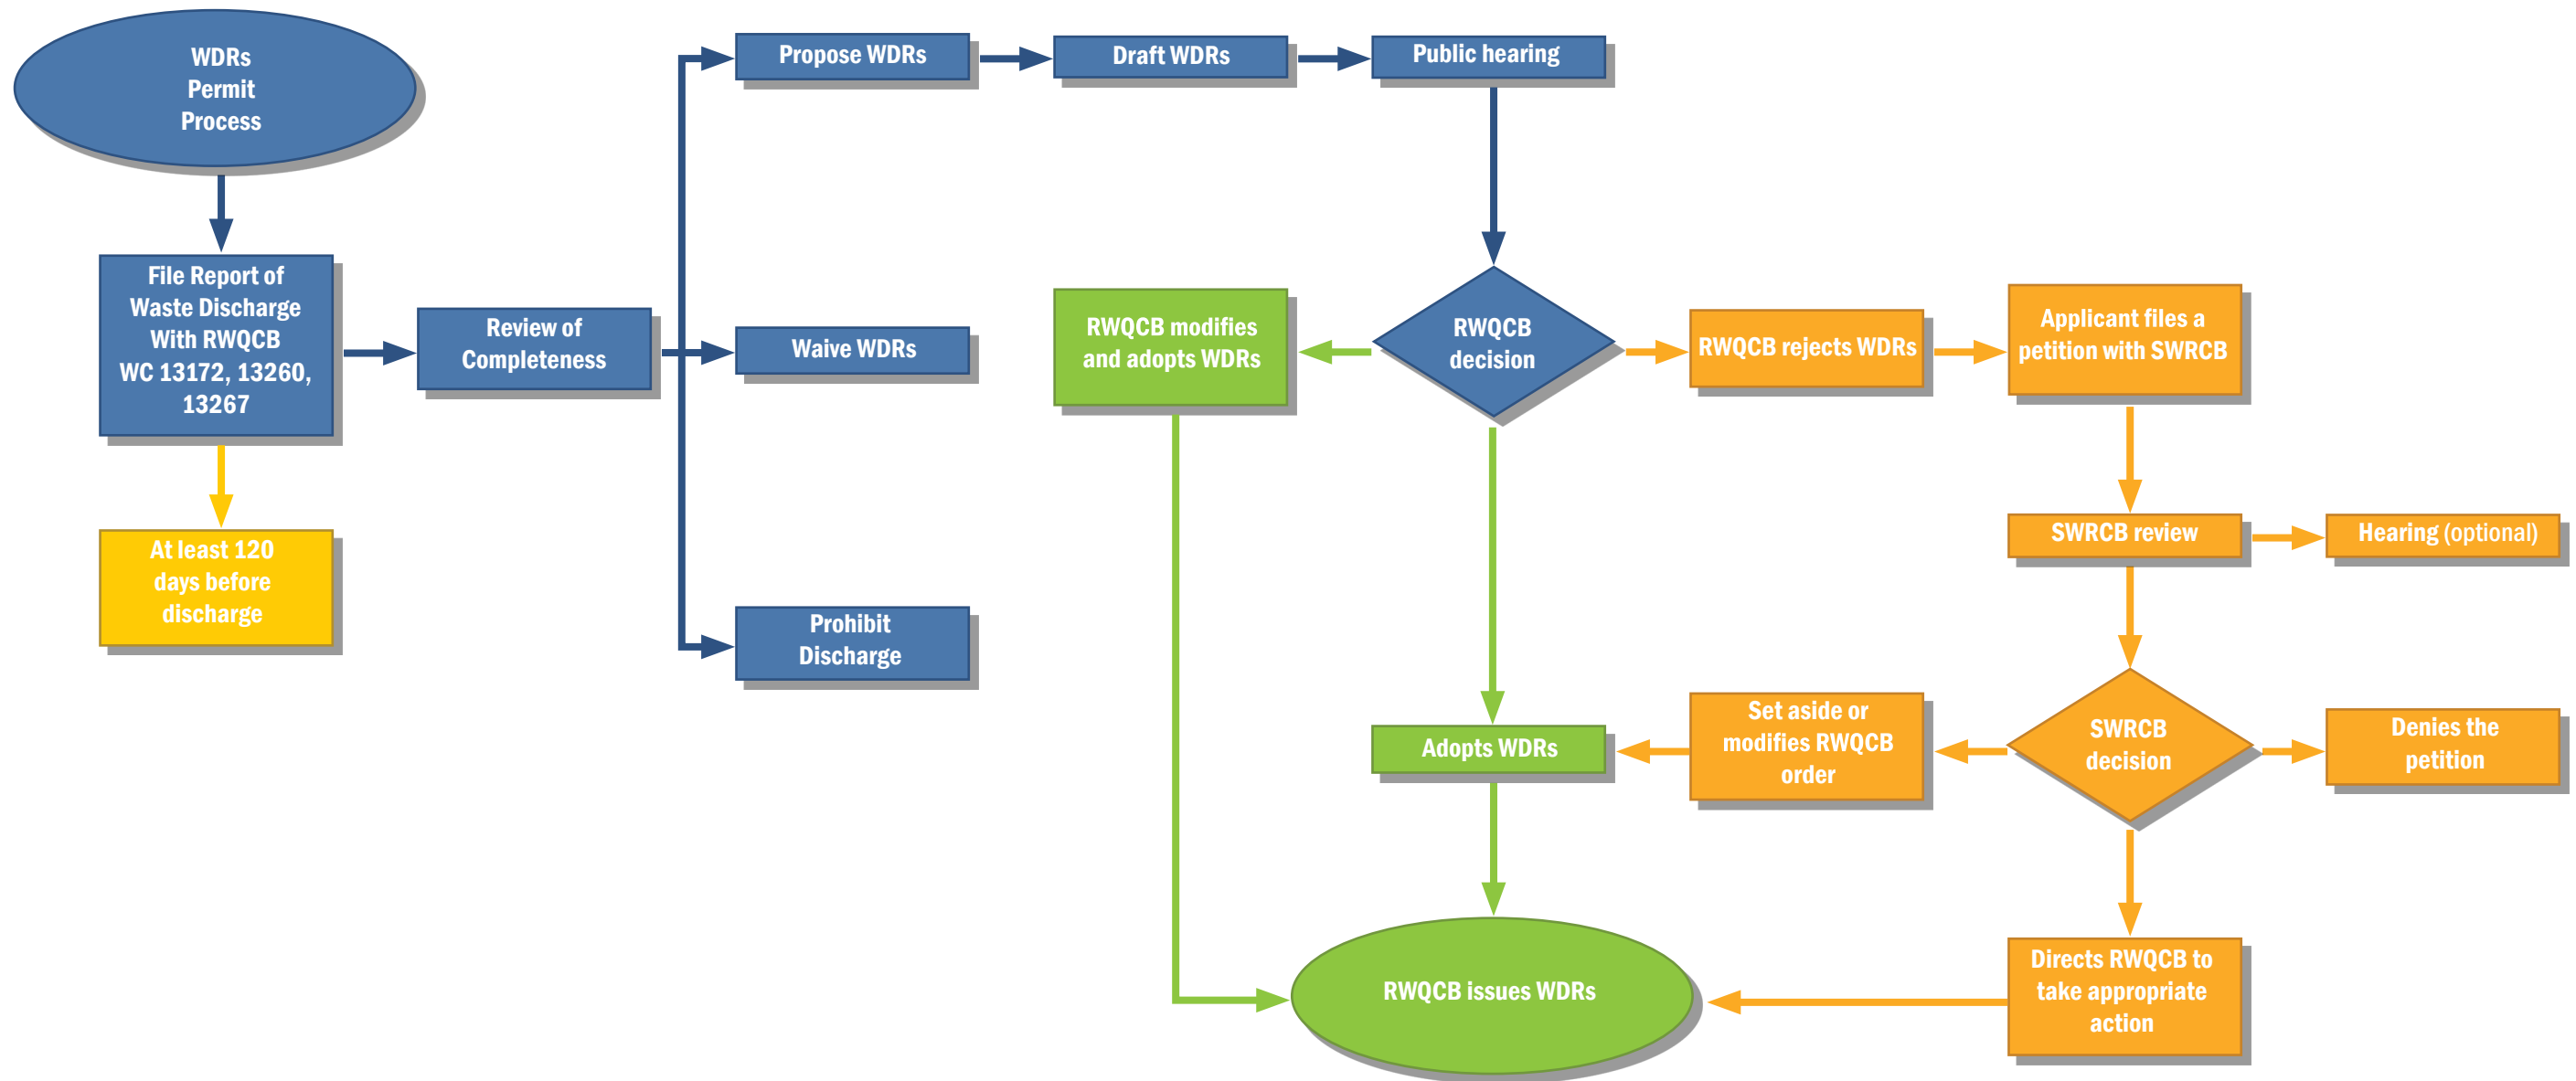 WDRs
Permit
Process
File Report of
Waste Discharge
With RWQCB
WC 13172, 13260,
13267
At least 120
days before
discharge
Review of
Completeness
Propose WDRs
Waive WDRs
Prohibit
Discharge
Draft WDRs
Public hearing
RWQCB
decision
RWQCB modifies
and adopts WDRs
RWQCB rejects WDRs
Applicant files a
petition with SWRCB
SWRCB review
Hearing (optional)
SWRCB
decision
Denies the
petition
Set aside or
modifies RWQCB
order
Adopts WDRs
Directs RWQCB to
take appropriate
action
RWQCB issues WDRs